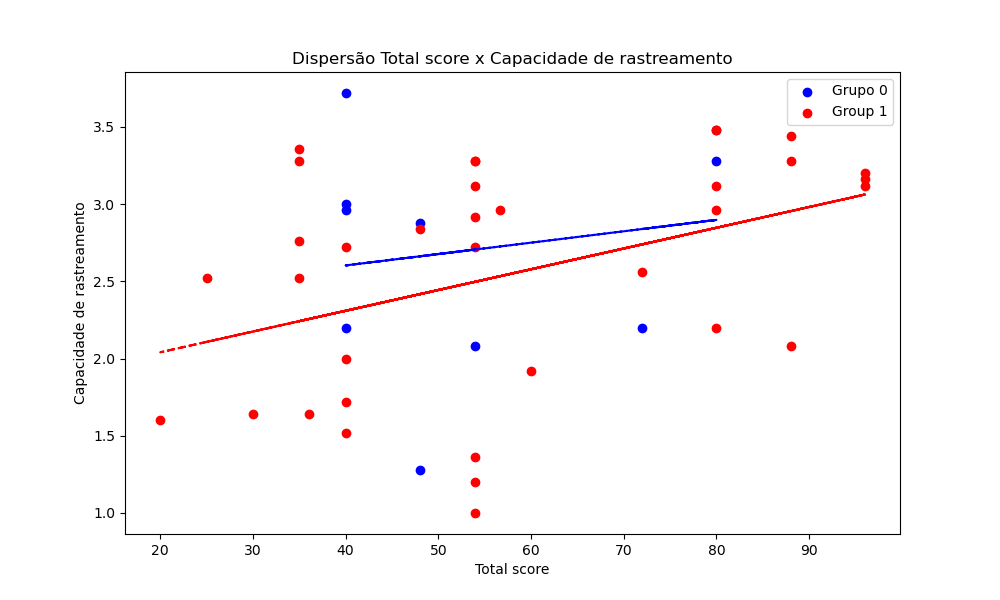 Dispersão Total score x Capacidade de rastreamento
Grupo 0
Group 1
Capacidade de rastreamento
3.5
3.0
2.5
2.0
1.5
1.0
20 30 40 50 60 70 80 90
Total score